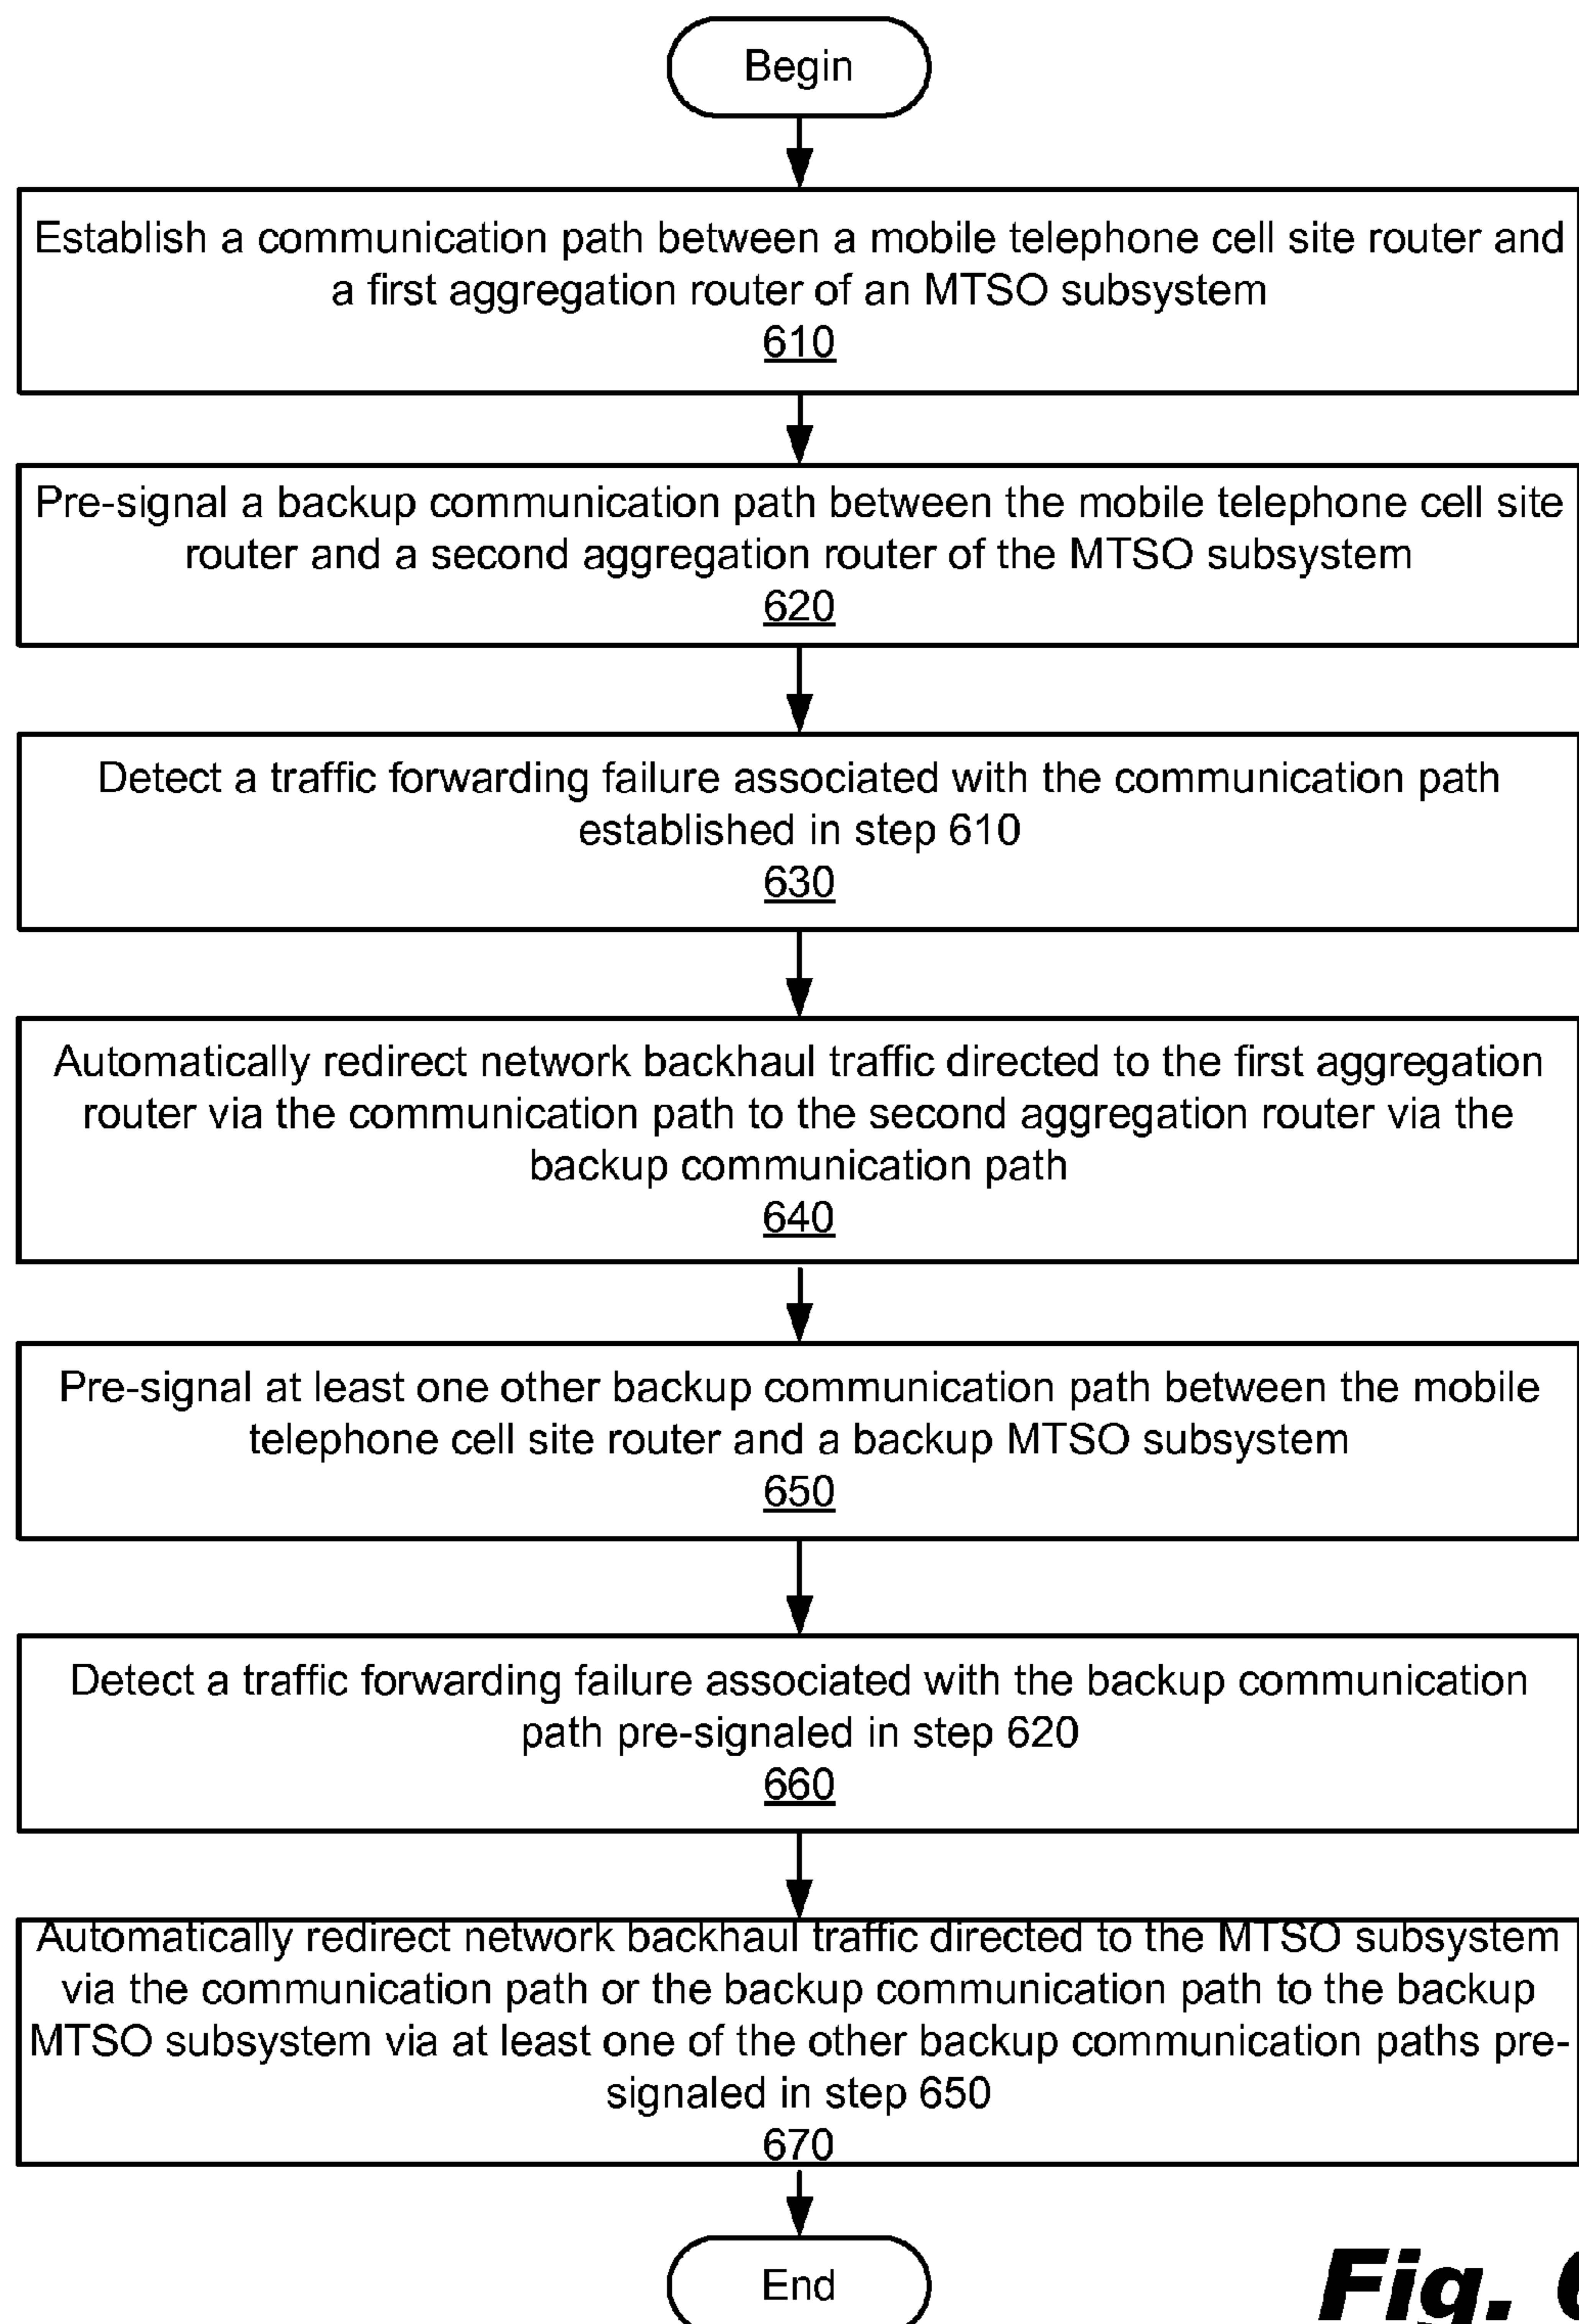 Begin
Establish a communication path between a mobile telephone cell site router and
a first aggregation router of an MTSO subsystem
610
Pre-signal a backup communication path between the mobile telephone cell site
router and a second aggregation router of the MTSO subsystem
620
Detect a traffic forwarding failure associated with the communication path
established in step 610
630
Automatically redirect network backhaul traffic directed to the first aggregation
router via the communication path to the second aggregation router via the
backup communication path
640
Pre-signal at least one other backup communication path between the mobile
telephone cell site router and a backup MTSO subsystem
650
Detect a traffic forwarding failure associated with the backup communication
path pre-signaled in step 620
660
Automatically redirect network backhaul traffic directed to the MTSO subsystem
via the communication path or the backup communication path to the backup
MTSO subsystem via at least one of the other backup communication paths pre-
signaled in step 650
670
End
Fig.